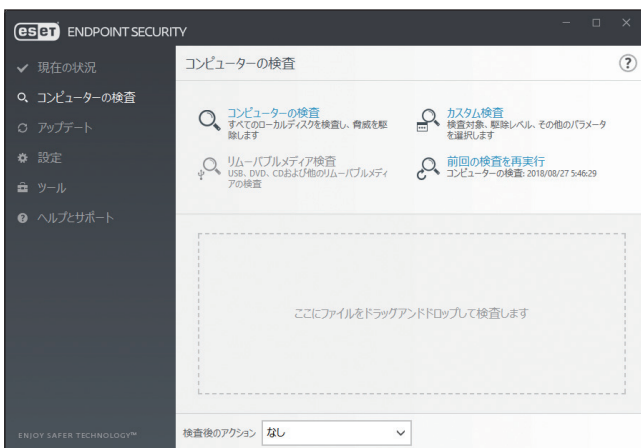 eset ENDPOINT SECURITY
現在の状況
コンピューターの検査
アップデート
設定
ツール
ヘルプとサポート
ENJOY SAFER TECHNOLOGY™
コンピューターの検査
?
コンピューターの検査
すべてのローカルディスクを検査し、脅威を駆
除します
カスタム検査
検査対象、駆除レベル、その他のパラメータ
を選択します
リムーバブルメディア検査
USB、DVD、CDおよび他のリムーバブルメディ
アの検査
前回の検査を再実行
コンピューターの検査: 2018/08/27 5:46:29
ここにファイルをドラッグアンドドロップして検査します
検査後のアクション なし